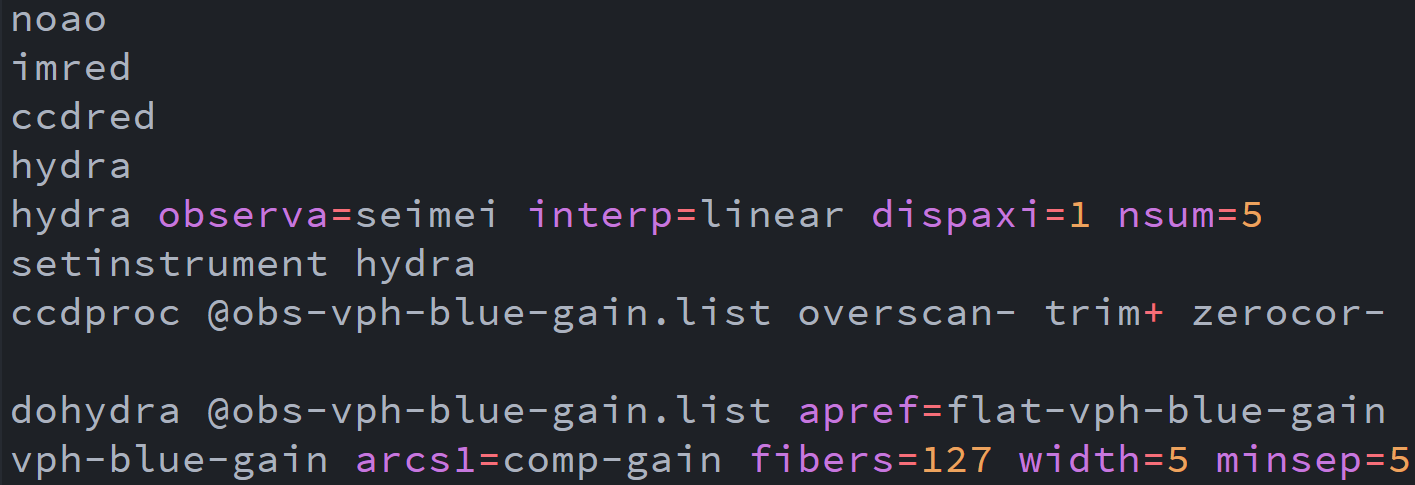 noao
imred
ccdred
hydra
hydra observa=seimei interp=linear dispaxi=1 nsum=5
setinstrument hydra
ccdproc @obs-vph-blue-gain.list overscan- trim+ zerocor-
dohydra @obs-vph-blue-gain.list apref=flat-vph-blue-gain
vph-blue-gain arcs1=comp-gain fibers=127 width=5 minsep=5